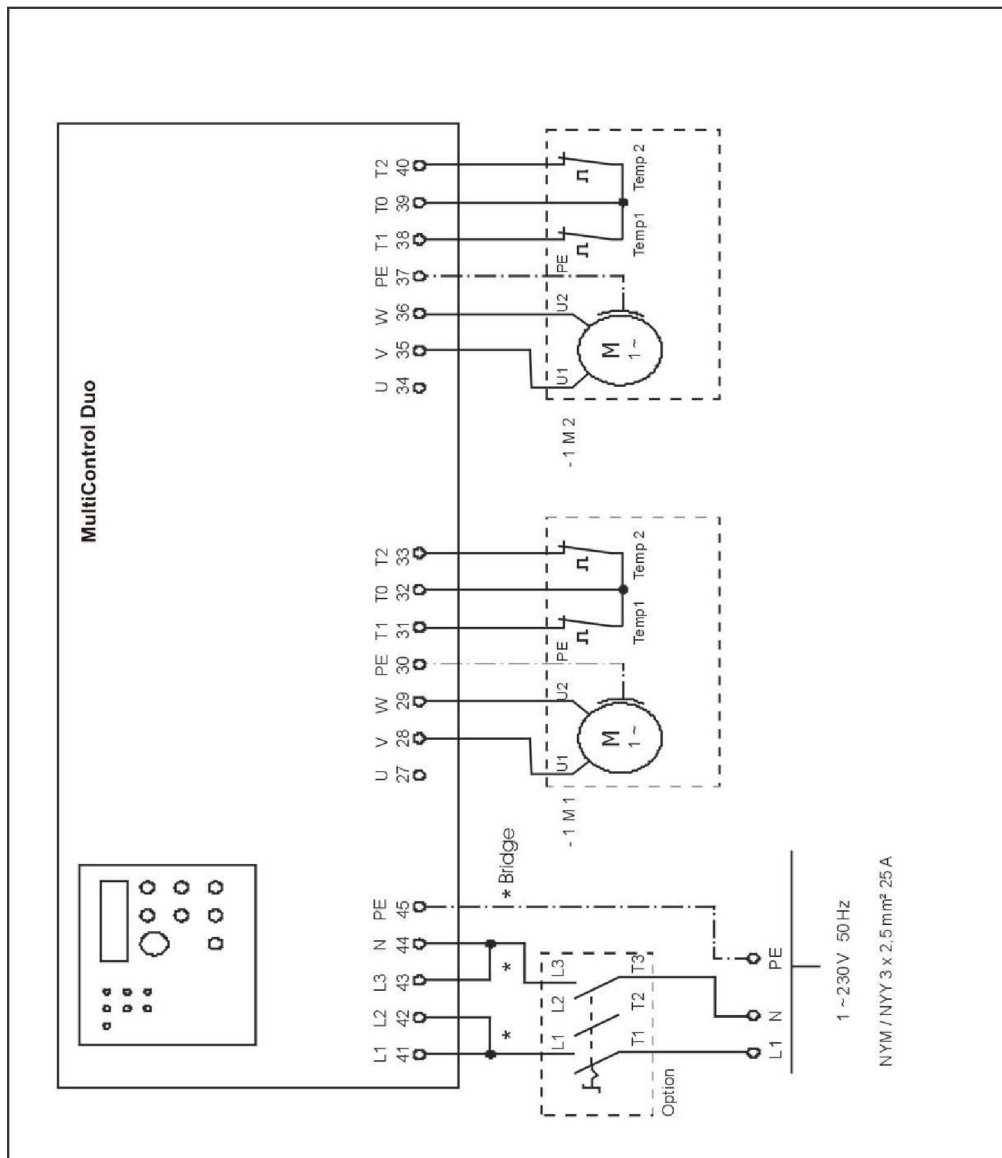 MultiControl Duo
L1 L2 L3 N PE
41 42 43 44 45
U V W PE T1 T0 T2
27 28 29 30 31 32 33
U V W PE T1 T0 T2
34 35 36 37 38 39 40
* * * Bridge
L1 L2 L3
T1 T2 T3
Option
L1 N PE
1 ~ 230 V 50 Hz
NYM / NYY 3 x 2,5 mm² 25 A
- 1 M 1
U1 U2 PE
M
1 ~
Temp1 Temp 2
- 1 M 2
U1 U2 PE
M
1 ~
Temp1 Temp 2